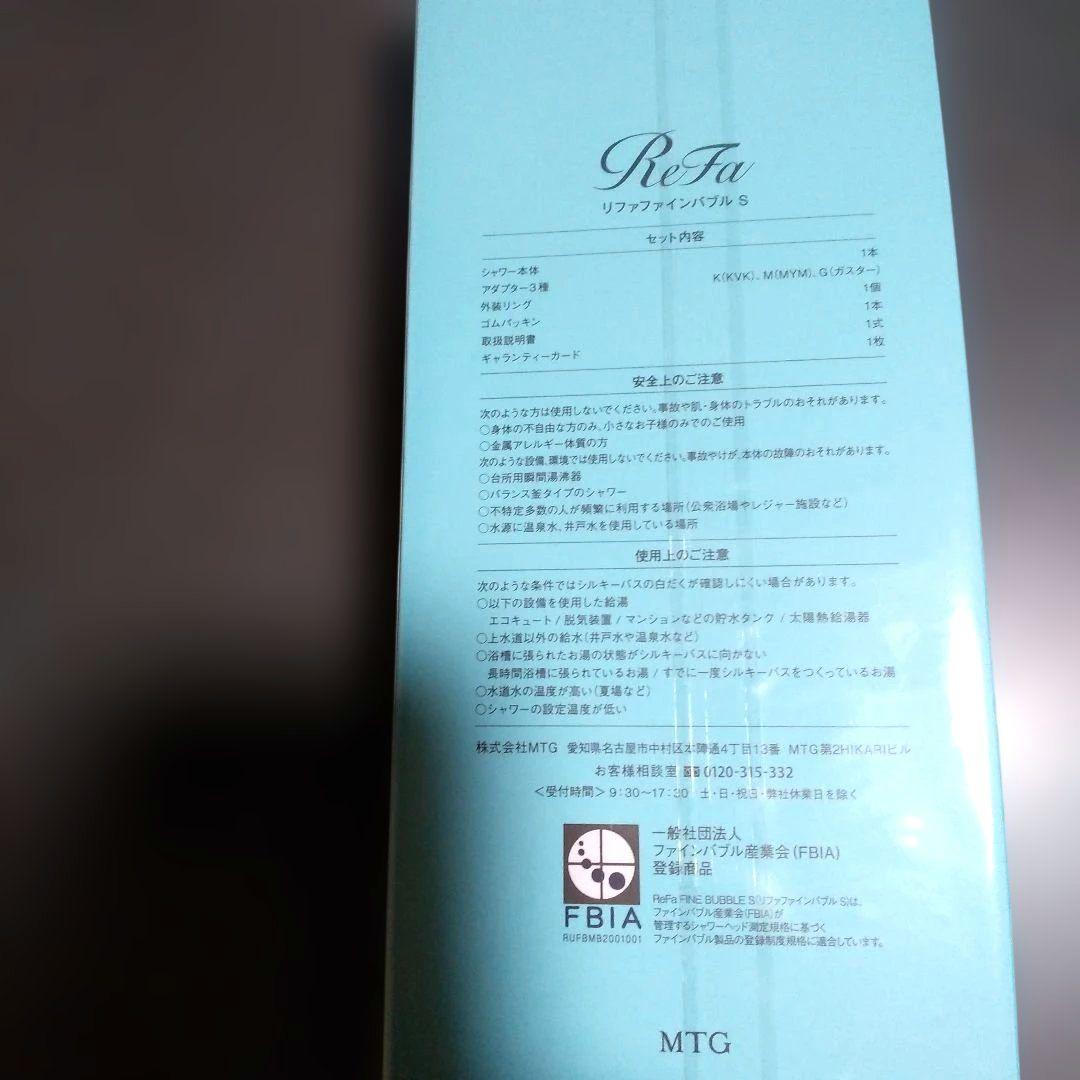 ReFa
リファファインバブル S
セット内容
シャワー本体 1本
アダプター3種 K(KVK)、M(MYM)、G(ガスター)
外装リング 1個
ゴムパッキン 1本
取扱説明書 1式
ギャランティーカード 1枚
安全上のご注意
次のような方は使用しないでください。事故や肌・身体のトラブルのおそれがあります。
○身体の不自由な方のみ、小さなお子様のみでのご使用
○金属アレルギー体質の方
次のような設備、環境では使用しないでください。事故やけが、本体の故障のおそれがあります。
○台所用瞬間湯沸器
○バランス釜タイプのシャワー
○不特定多数の人が頻繁に利用する場所(公衆浴場やレジャー施設など)
○水源に温泉水、井戸水を使用している場所
使用上のご注意
次のような条件ではシルキーバスの白だくが確認しにくい場合があります。
○以下の設備を使用した給湯
エコキュート / 脱気装置 / マンションなどの貯水タンク / 太陽熱給湯器
○上水道以外の給水(井戸水や温泉水など)
○浴槽に張られたお湯の状態がシルキーバスに向かない
長時間浴槽に張られているお湯 / すでに一度シルキーバスをつくっているお湯
○水道水の温度が高い(夏場など)
○シャワーの設定温度が低い
株式会社MTG 愛知県名古屋市中村区本陣通4丁目13番 MTG第2HIKARIビル
お客様相談室 0120-315-332
<受付時間> 9:30〜17:30 土・日・祝日・弊社休業日を除く
一般社団法人
ファインバブル産業会(FBIA)
登録商品
FBIA
RUFBMB2001001
ReFa FINE BUBBLE S(リファファインバブル S)は、
ファインバブル産業会(FBIA)が
管理するシャワーヘッド測定規格に基づく
ファインバブル製品の登録制度規格に適合しています。
MTG